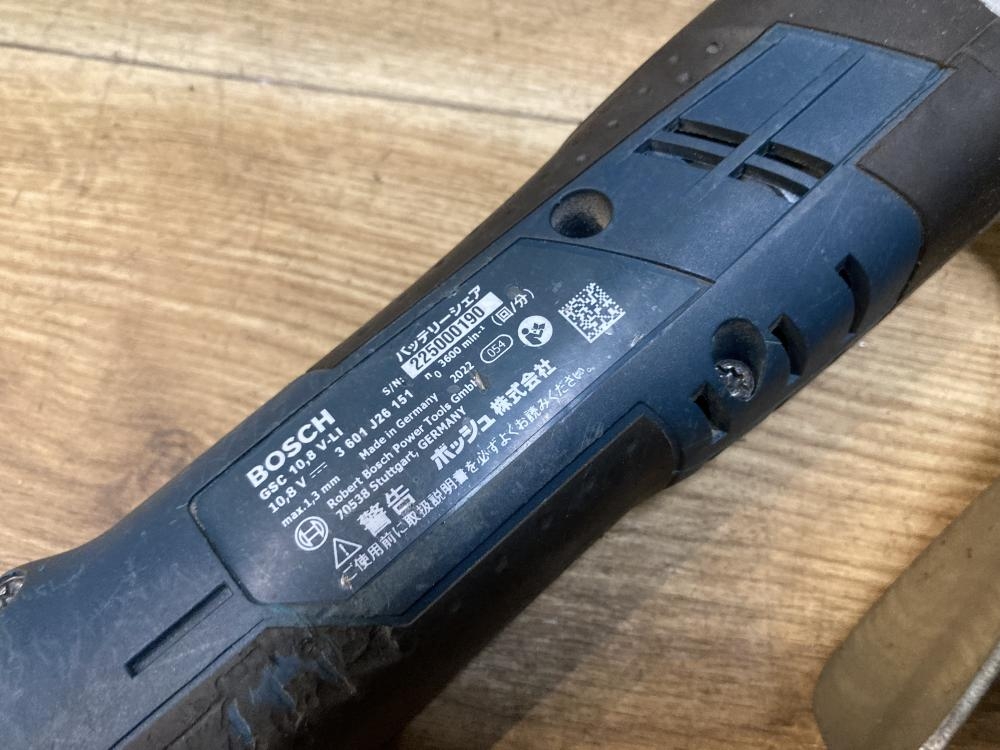 バッテリーシェア
BOSCH
S/N: 225000190
GSC 10,8 V-LI
10,8 V ⎓ 3 601 J26 151 n₀ 3600 min⁻¹ (回/分)
max.1,3 mm Made in Germany 2022 054
Robert Bosch Power Tools GmbH
70538 Stuttgart, GERMANY
ボッシュ 株式会社
警告
ご使用前に取扱説明書を必ずよくお読みください。